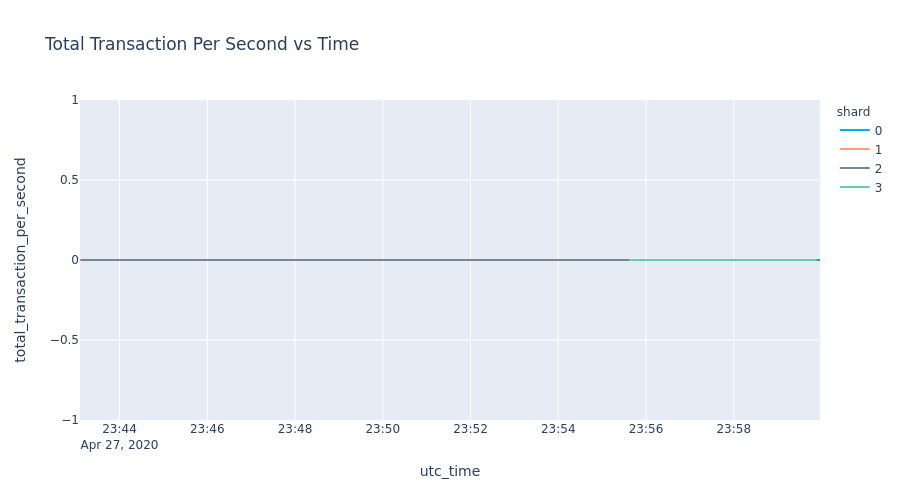 Total Transaction Per Second vs Time
total_transaction_per_second
1
0.5
0
−0.5
−1
23:44 23:46 23:48 23:50 23:52 23:54 23:56 23:58
Apr 27, 2020
utc_time
shard
0
1
2
3